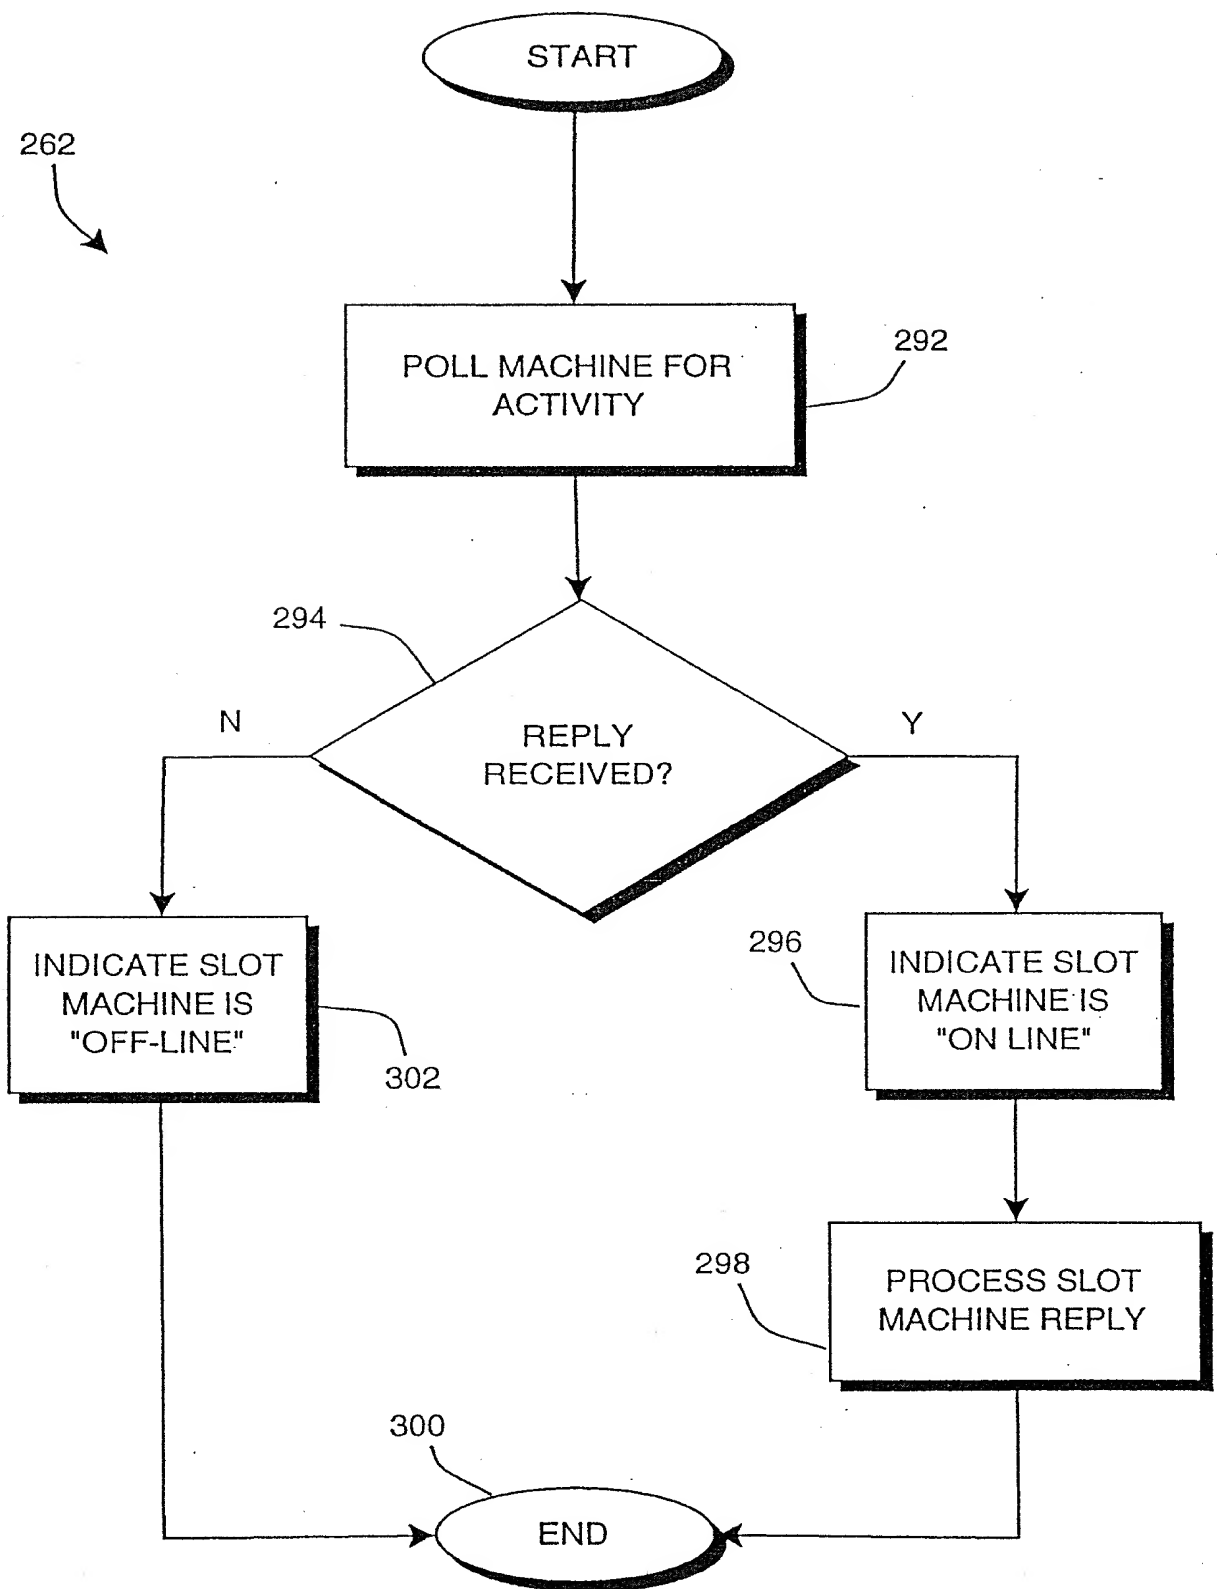 START
262
POLL MACHINE FOR
ACTIVITY
292
294
N
REPLY
RECEIVED?
Y
INDICATE SLOT
MACHINE IS
"OFF-LINE"
302
296
INDICATE SLOT
MACHINE IS
"ON LINE"
298
PROCESS SLOT
MACHINE REPLY
300
END